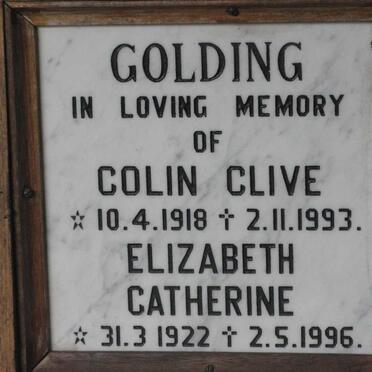 GOLDING
IN LOVING MEMORY
OF
COLIN CLIVE
☆ 10.4.1918 ✝ 2.11.1993.
ELIZABETH
CATHERINE
☆ 31.3 1922 ✝ 2.5.1996.